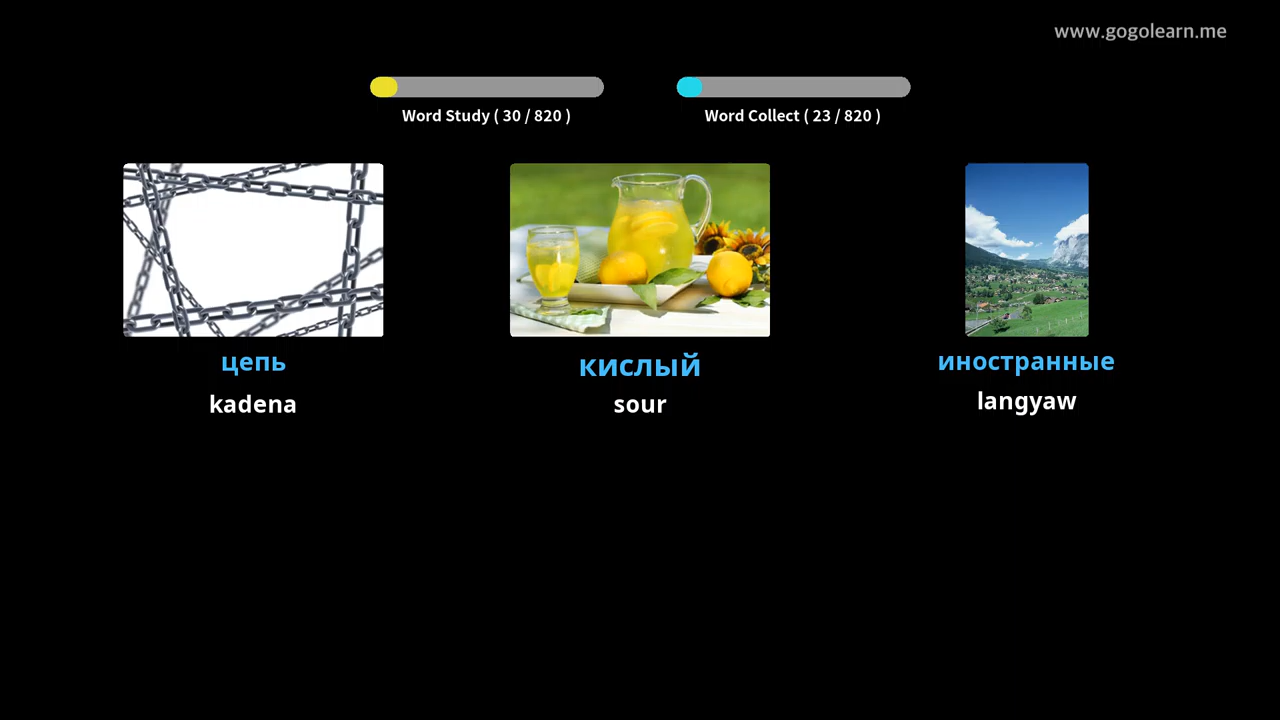 www.gogolearn.me
Word Study ( 30 / 820 )
Word Collect ( 23 / 820 )
цепь
kadena
кислый
sour
иностранные
langyaw